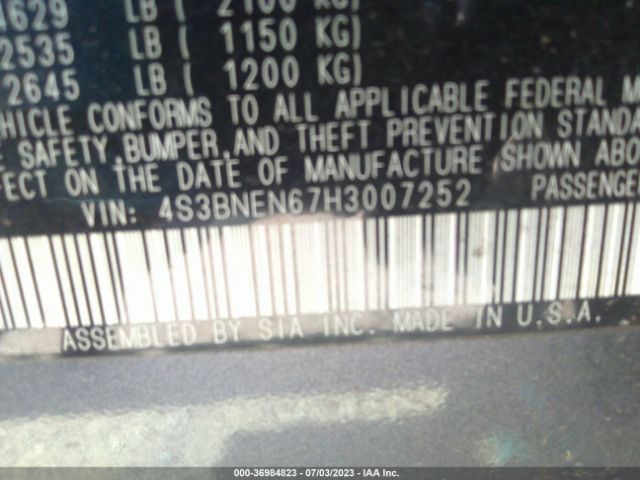 4629 LB ( 2100 KG)
2535 LB ( 1150 KG)
2645 LB ( 1200 KG)
HICLE CONFORMS TO ALL APPLICABLE FEDERAL M
SAFETY, BUMPER, AND THEFT PREVENTION STANDA
FECT ON THE DATE OF MANUFACTURE SHOWN ABO
VIN: 4S3BNEN67H3007252 PASSENGE
ASSEMBLED BY SIA INC. MADE IN U.S.A.
000-36984823 - 07/03/2023 - IAA Inc.